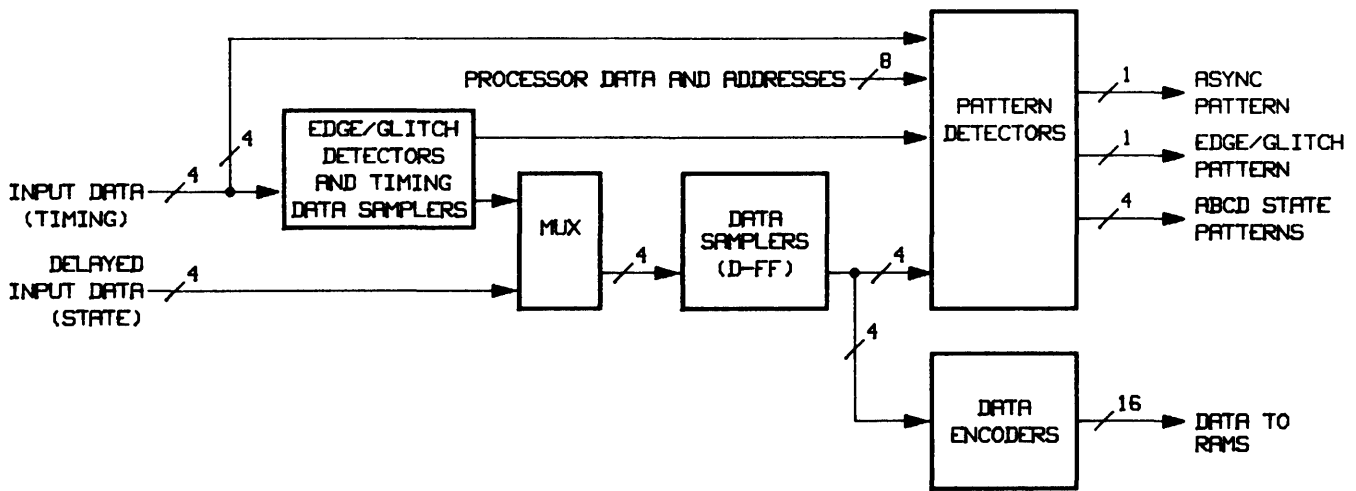 PROCESSOR DATA AND ADDRESSES
8
4
EDGE/GLITCH
DETECTORS
AND TIMING
DATA SAMPLERS
INPUT DATA
(TIMING)
4
DELAYED
INPUT DATA
(STATE)
4
MUX
4
DATA
SAMPLERS
(D-FF)
4
4
PATTERN
DETECTORS
1
ASYNC
PATTERN
1
EDGE/GLITCH
PATTERN
4
ABCD STATE
PATTERNS
DATA
ENCODERS
16
DATA TO
RAMS